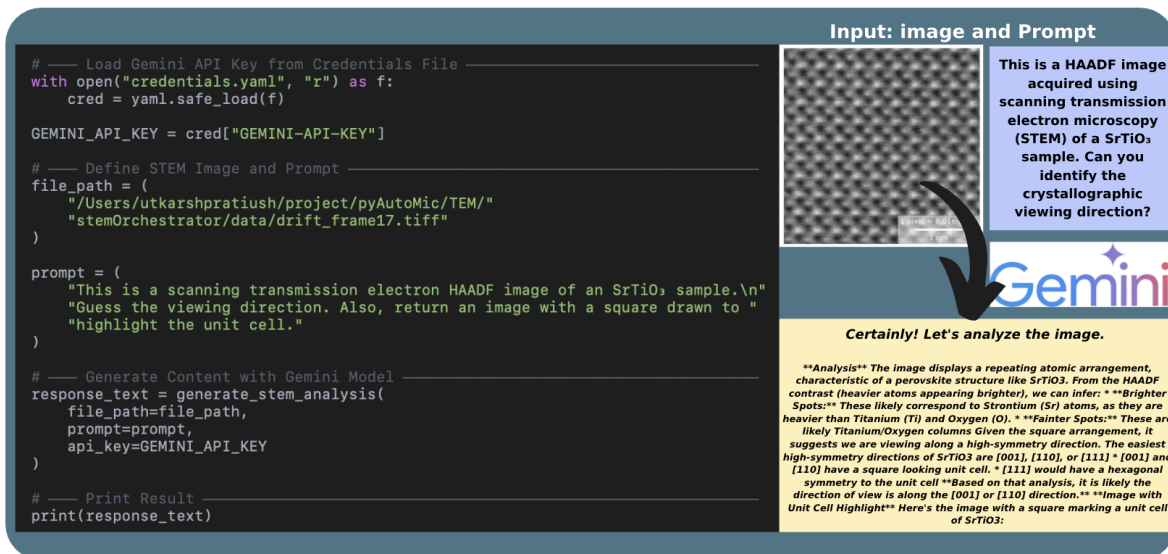 Input: image and Prompt
# —— Load Gemini API Key from Credentials File ——
with open("credentials.yaml", "r") as f:
    cred = yaml.safe_load(f)
GEMINI_API_KEY = cred["GEMINI-API-KEY"]
# —— Define STEM Image and Prompt ——
file_path = (
    "/Users/utkarshpratiush/project/pyAutoMic/TEM/"
    "stemOrchestrator/data/drift_frame17.tiff"
)
prompt = (
    "This is a scanning transmission electron HAADF image of an SrTiO₃ sample.\n"
    "Guess the viewing direction. Also, return an image with a square drawn to "
    "highlight the unit cell."
)
# —— Generate Content with Gemini Model ——
response_text = generate_stem_analysis(
    file_path=file_path,
    prompt=prompt,
    api_key=GEMINI_API_KEY
)
# —— Print Result ——
print(response_text)
1 nm
This is a HAADF image
acquired using
scanning transmission
electron microscopy
(STEM) of a SrTiO₃
sample. Can you
identify the
crystallographic
viewing direction?
Gemini
Certainly! Let's analyze the image.
**Analysis** The image displays a repeating atomic arrangement,
characteristic of a perovskite structure like SrTiO3. From the HAADF
contrast (heavier atoms appearing brighter), we can infer: * **Brighter
Spots:** These likely correspond to Strontium (Sr) atoms, as they are
heavier than Titanium (Ti) and Oxygen (O). * **Fainter Spots:** These are
likely Titanium/Oxygen columns Given the square arrangement, it
suggests we are viewing along a high-symmetry direction. The easiest
high-symmetry directions of SrTiO3 are [001], [110], or [111] * [001] and
[110] have a square looking unit cell. * [111] would have a hexagonal
symmetry to the unit cell **Based on that analysis, it is likely the
direction of view is along the [001] or [110] direction.** **Image with
Unit Cell Highlight** Here's the image with a square marking a unit cell
of SrTiO3: